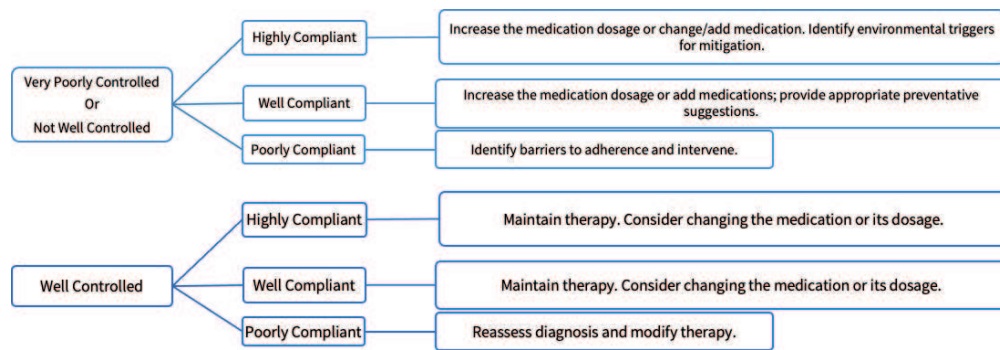 Very Poorly Controlled
Or
Not Well Controlled
Highly Compliant
Increase the medication dosage or change/add medication. Identify environmental triggers
for mitigation.
Well Compliant
Increase the medication dosage or add medications; provide appropriate preventative
suggestions.
Poorly Compliant
Identify barriers to adherence and intervene.
Well Controlled
Highly Compliant
Maintain therapy. Consider changing the medication or its dosage.
Well Compliant
Maintain therapy. Consider changing the medication or its dosage.
Poorly Compliant
Reassess diagnosis and modify therapy.